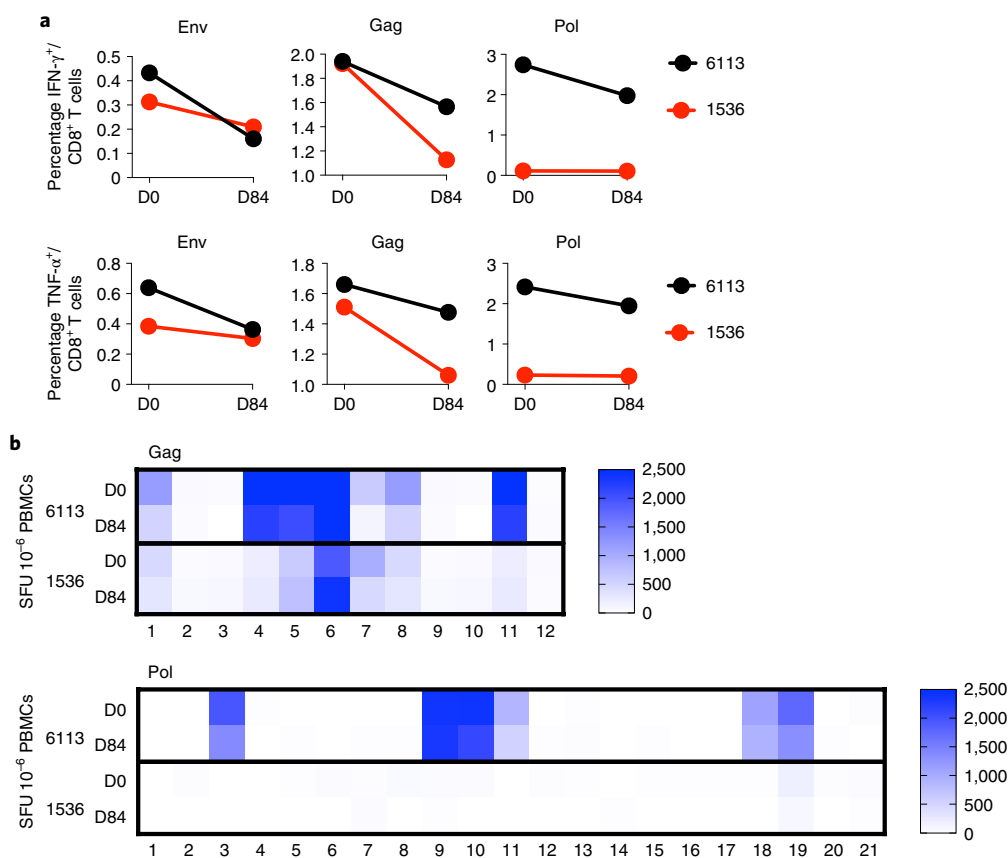 a
Env Gag Pol
Percentage IFN-γ⁺/
CD8⁺ T cells
0.5 2.0 3
0.4 1.8
0.3 1.6 2
0.2 1.4 1
0.1 1.2
0 1.0 0
D0 D84 D0 D84 D0 D84
6113
1536
Env Gag Pol
Percentage TNF-α⁺/
CD8⁺ T cells
0.8 1.8 3
0.6 1.6 2
0.4 1.4
0.2 1.2 1
0 1.0 0
D0 D84 D0 D84 D0 D84
6113
1536
b
Gag
SFU 10⁻⁶ PBMCs
6113 D0
D84
1536 D0
D84
1 2 3 4 5 6 7 8 9 10 11 12
2,500
2,000
1,500
1,000
500
0
Pol
SFU 10⁻⁶ PBMCs
6113 D0
D84
1536 D0
D84
1 2 3 4 5 6 7 8 9 10 11 12 13 14 15 16 17 18 19 20 21
2,500
2,000
1,500
1,000
500
0